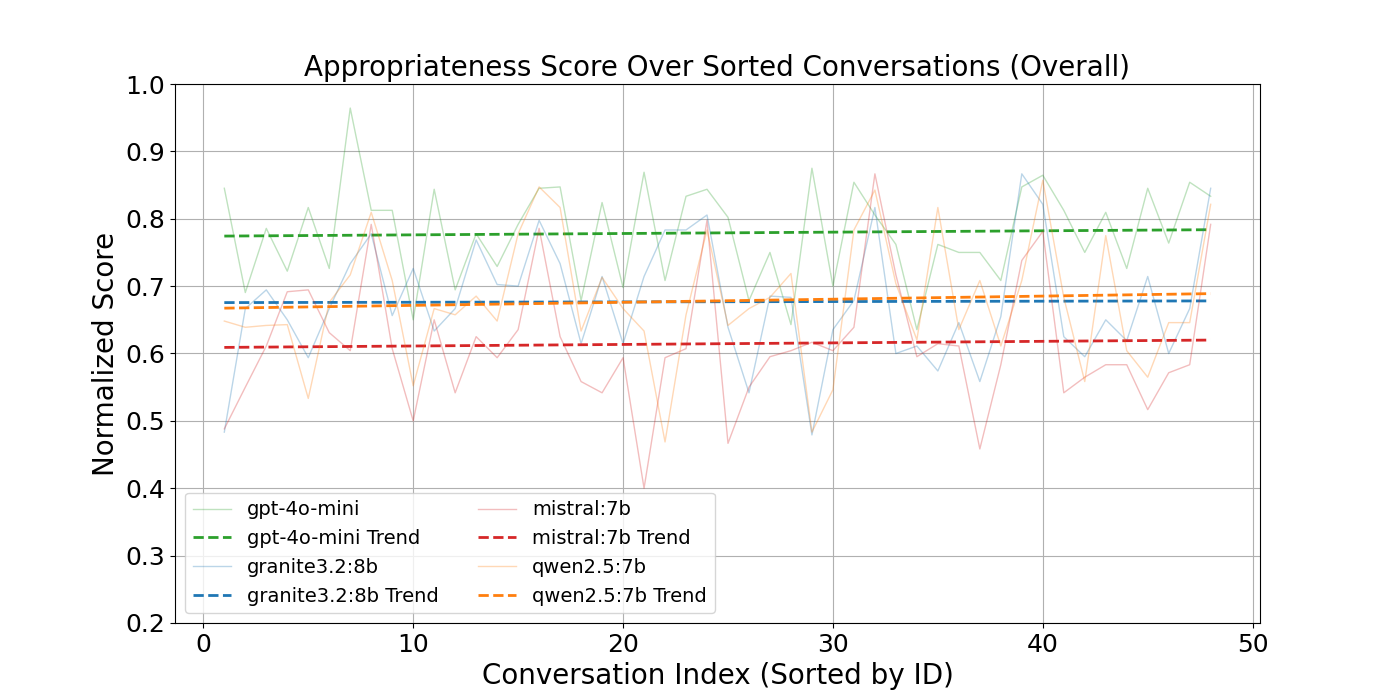 Appropriateness Score Over Sorted Conversations (Overall)
Normalized Score
1.0
0.9
0.8
0.7
0.6
0.5
0.4
0.3
0.2
gpt-4o-mini
gpt-4o-mini Trend
granite3.2:8b
granite3.2:8b Trend
mistral:7b
mistral:7b Trend
qwen2.5:7b
qwen2.5:7b Trend
0 10 20 30 40 50
Conversation Index (Sorted by ID)